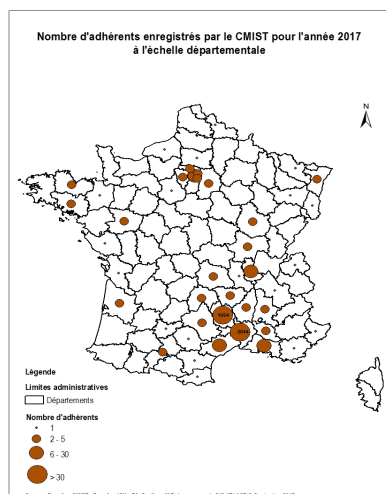 Nombre d'adhérents enregistrés par le CMIST pour l'année 2017
à l'échelle départementale
N
Légende
Limites administratives
Départements
Nombre d'adhérents
1
2 - 5
6 - 30
> 30